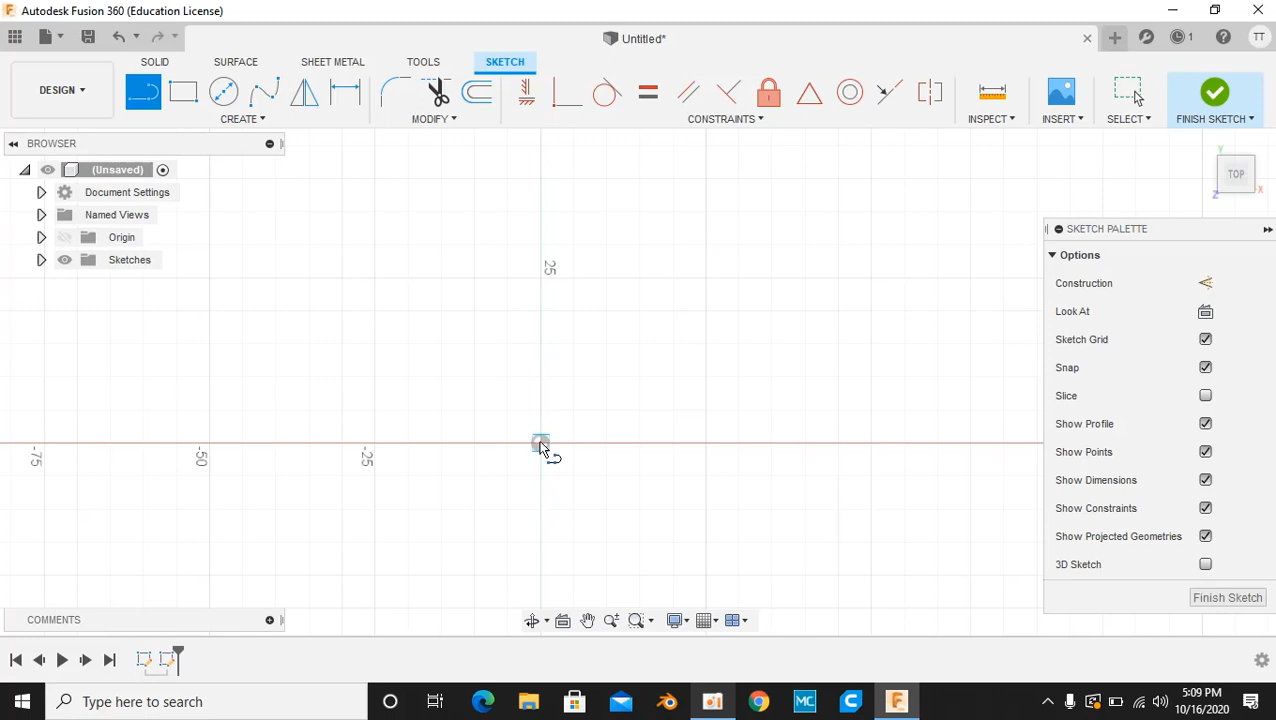 Autodesk Fusion 360 (Education License)
Untitled*
1
TT
SOLID SURFACE SHEET METAL TOOLS SKETCH
DESIGN
CREATE MODIFY CONSTRAINTS INSPECT INSERT SELECT FINISH SKETCH
BROWSER
(Unsaved)
Document Settings
Named Views
Origin
Sketches
TOP
Y
X
Z
25
-75
-50
-25
SKETCH PALETTE
Options
Construction
Look At
Sketch Grid
Snap
Slice
Show Profile
Show Points
Show Dimensions
Show Constraints
Show Projected Geometries
3D Sketch
Finish Sketch
COMMENTS
Type here to search
MC
5:09 PM
10/16/2020